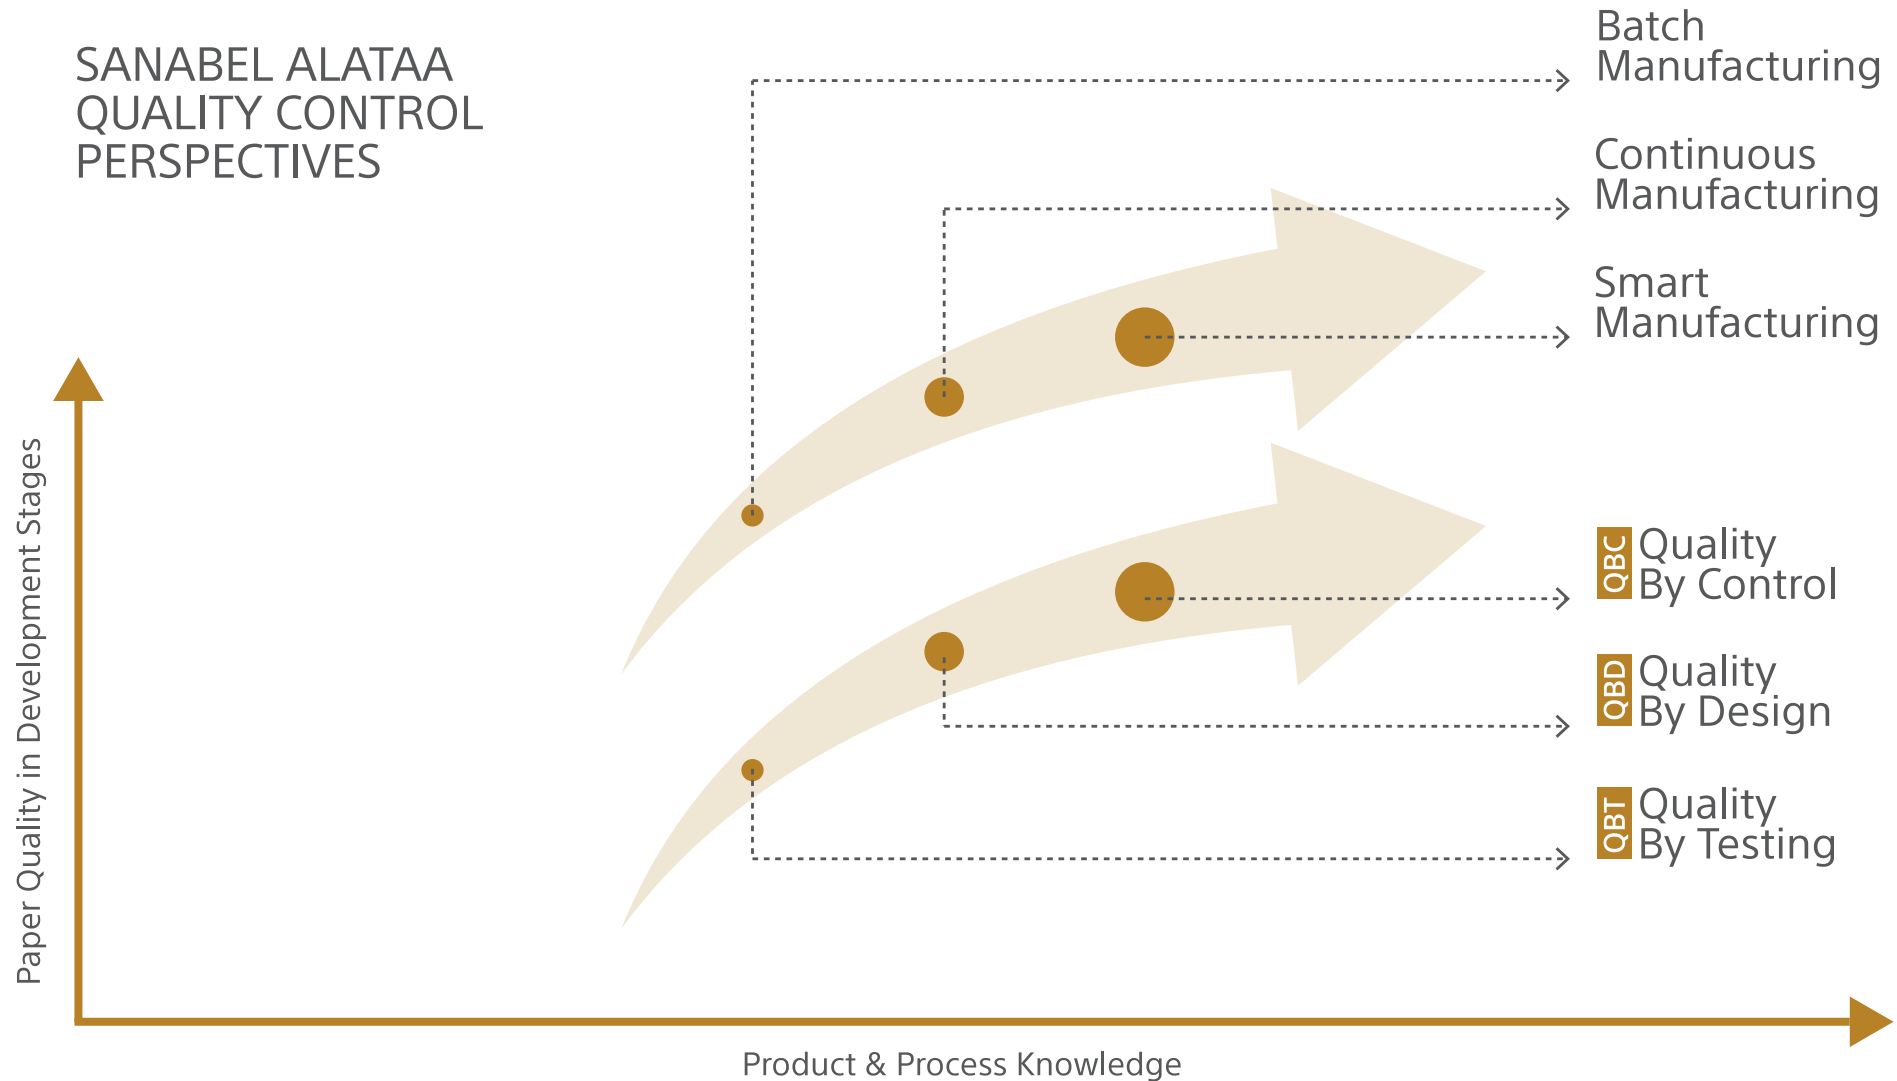 SANABEL ALATAA
QUALITY CONTROL
PERSPECTIVES
Batch
Manufacturing
Continuous
Manufacturing
Smart
Manufacturing
QBC
Quality
By Control
QBD
Quality
By Design
QBT
Quality
By Testing
Paper Quality in Development Stages
Product & Process Knowledge